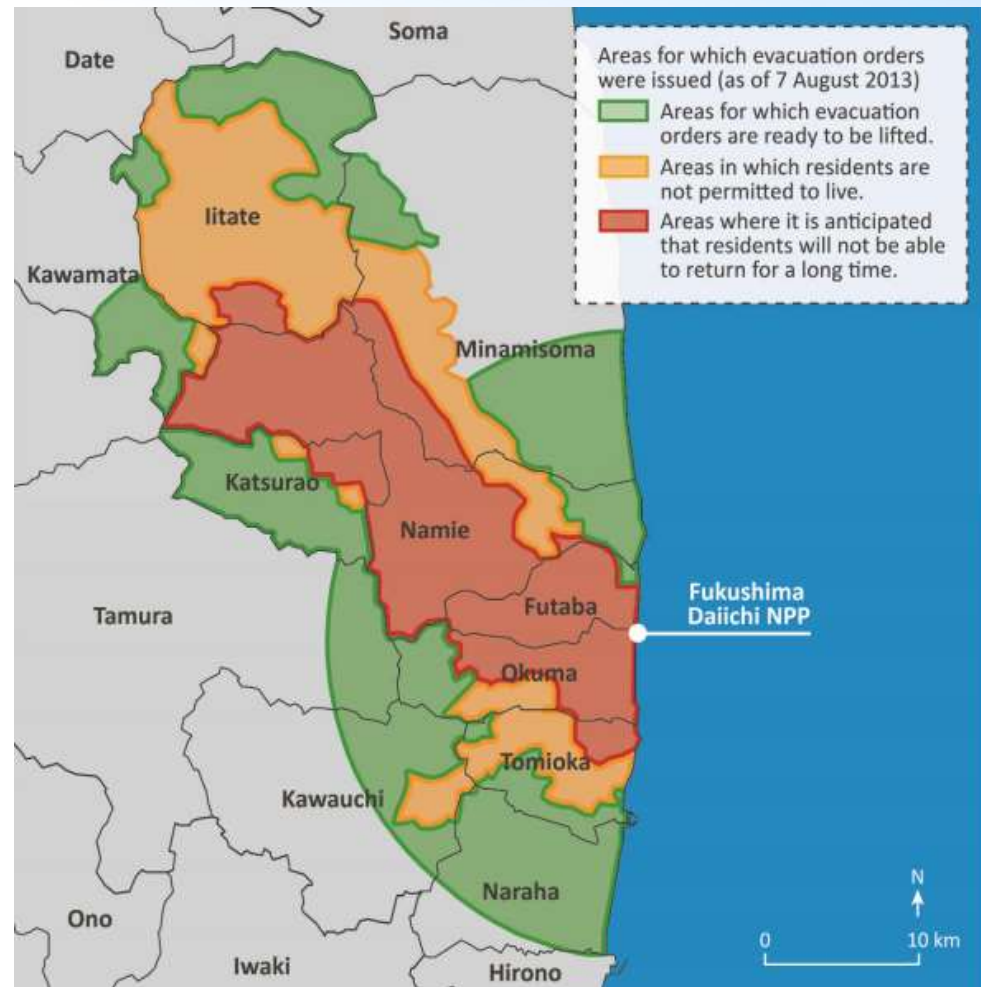 Soma
Date
Areas for which evacuation orders
were issued (as of 7 August 2013)
Areas for which evacuation
orders are ready to be lifted.
Areas in which residents are
not permitted to live.
Areas where it is anticipated
that residents will not be able
to return for a long time.
Iitate
Kawamata
Minamisoma
Katsurao
Namie
Fukushima
Daiichi NPP
Futaba
Tamura
Okuma
Tomioka
Kawauchi
Naraha
N
Ono
0 10 km
Iwaki
Hirono